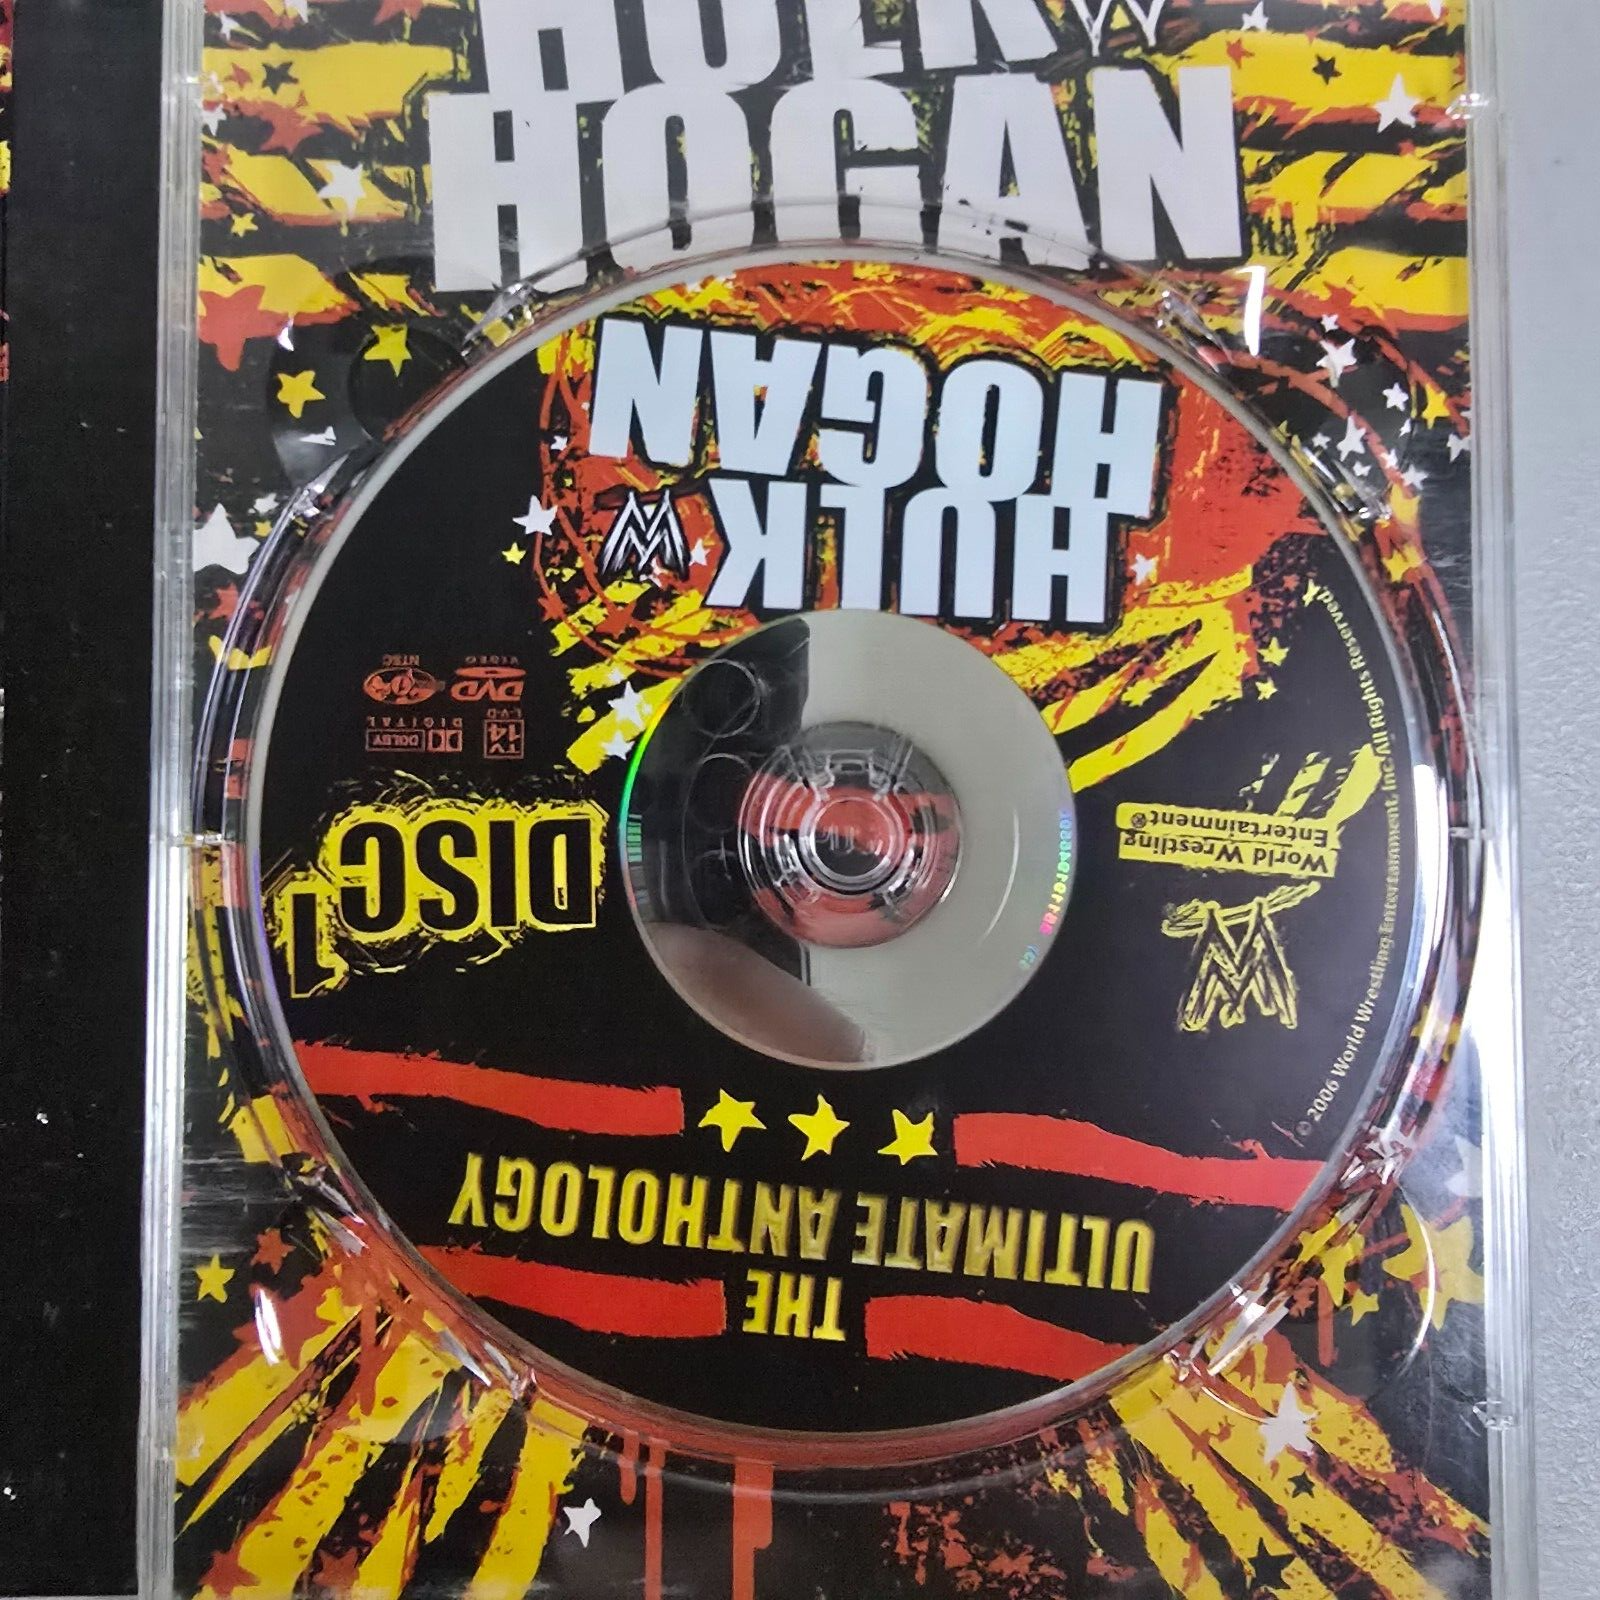 HULK
HOGAN
HULK
HOGAN
World Wrestling
Entertainment®
© 2006 World Wrestling Entertainment, Inc. All Rights Reserved.
TV
14
L-V-D
DOLBY
DIGITAL
DVD
VIDEO
NTSC
DISC 1
THE
ULTIMATE ANTHOLOGY